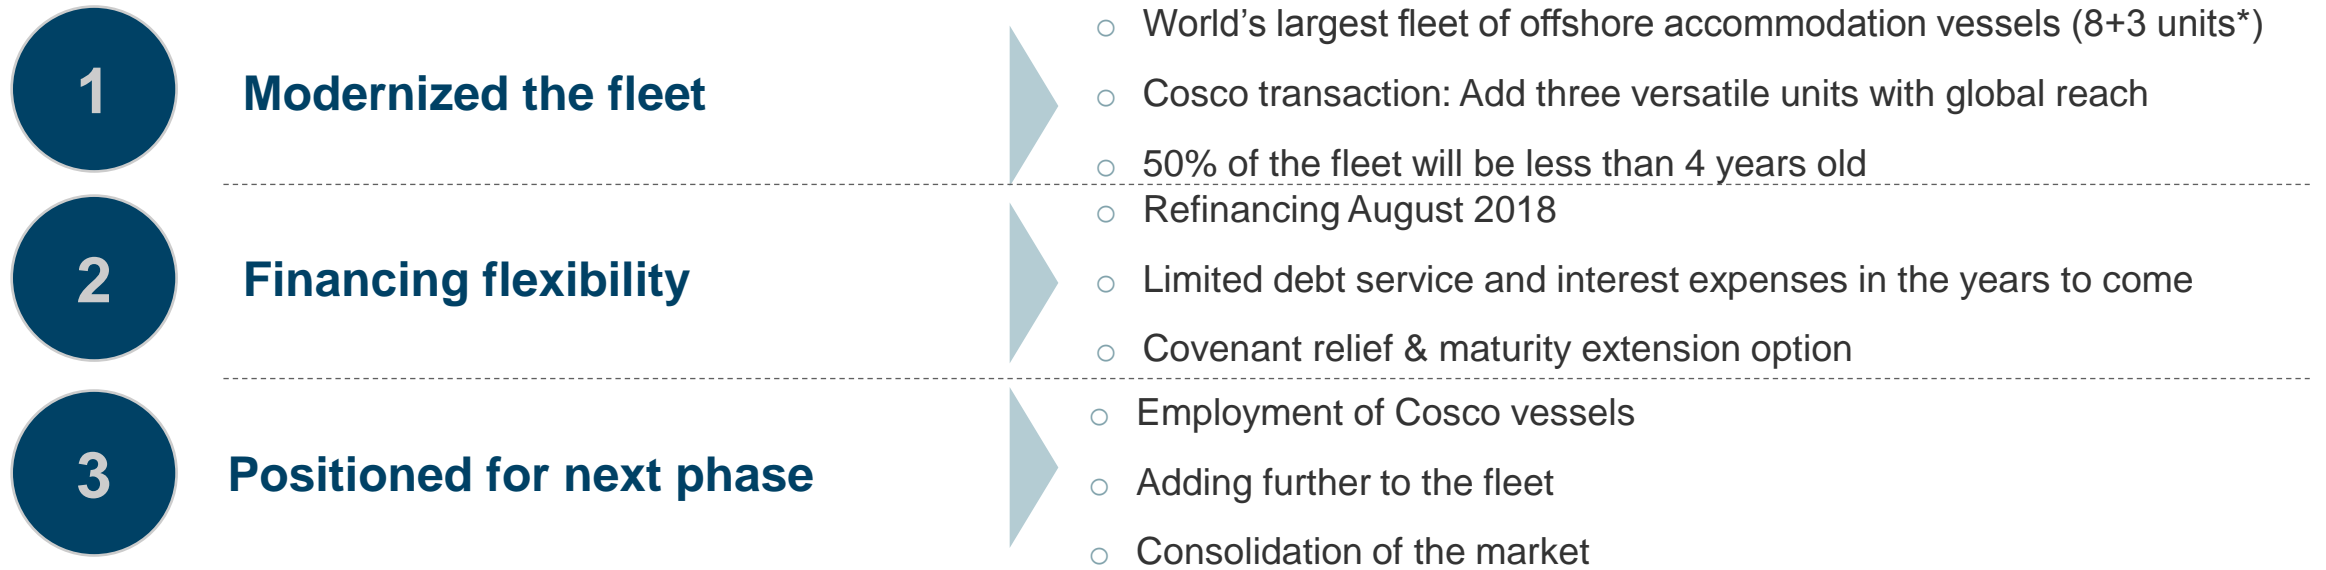 1
Modernized the fleet
○ World’s largest fleet of offshore accommodation vessels (8+3 units*)
○ Cosco transaction: Add three versatile units with global reach
○ 50% of the fleet will be less than 4 years old
2
Financing flexibility
○ Refinancing August 2018
○ Limited debt service and interest expenses in the years to come
○ Covenant relief & maturity extension option
3
Positioned for next phase
○ Employment of Cosco vessels
○ Adding further to the fleet
○ Consolidation of the market